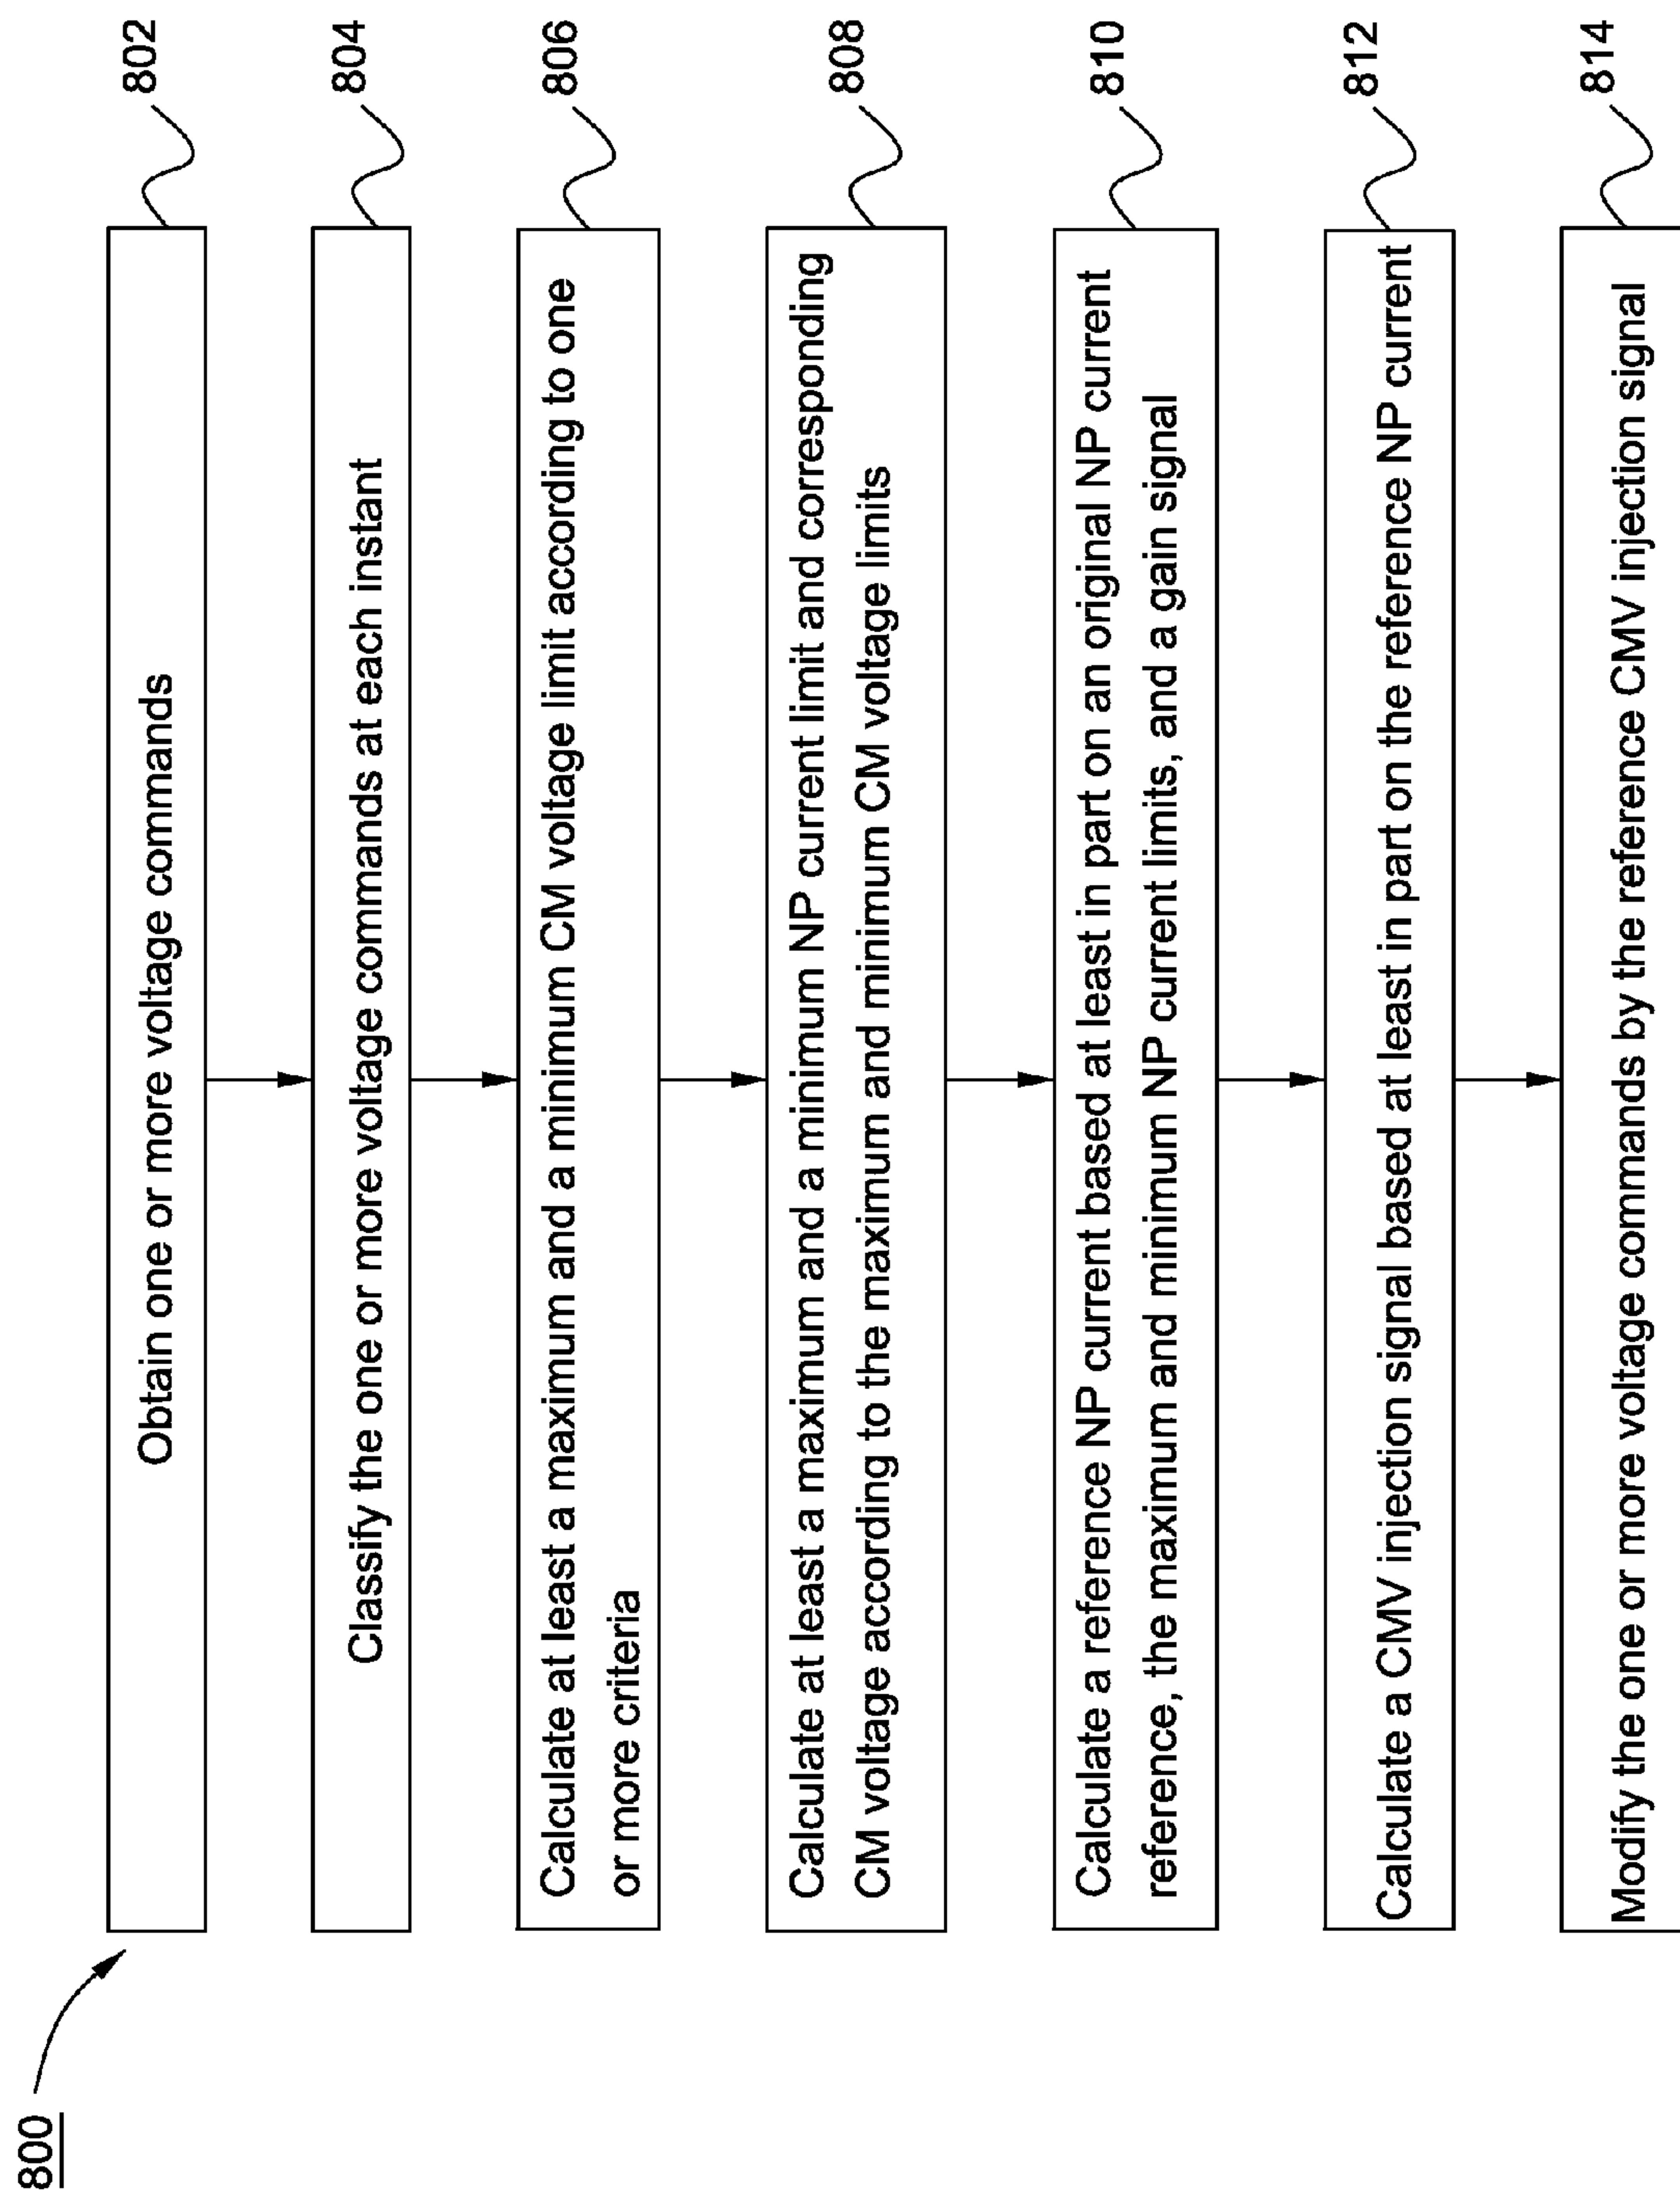 800
Obtain one or more voltage commands
802
Classify the one or more voltage commands at each instant
804
Calculate at least a maximum and a minimum CM voltage limit according to one
or more criteria
806
Calculate at least a maximum and a minimum NP current limit and corresponding
CM voltage according to the maximum and minimum CM voltage limits
808
Calculate a reference NP current based at least in part on an original NP current
reference, the maximum and minimum NP current limits, and a gain signal
810
Calculate a CMV injection signal based at least in part on the reference NP current
812
Modify the one or more voltage commands by the reference CMV injection signal
814